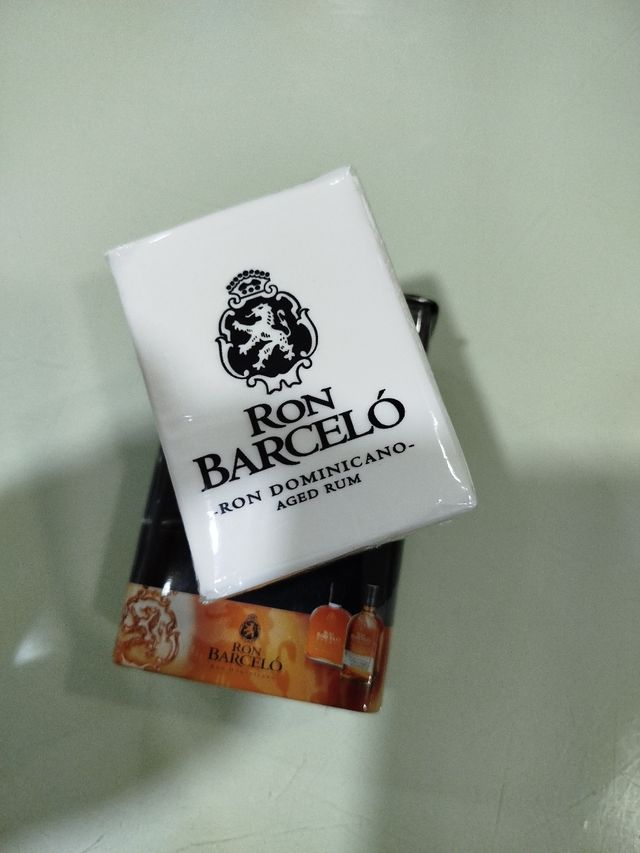 RON
BARCELÓ
-RON DOMINICANO-
AGED RUM
RON
BARCELÓ